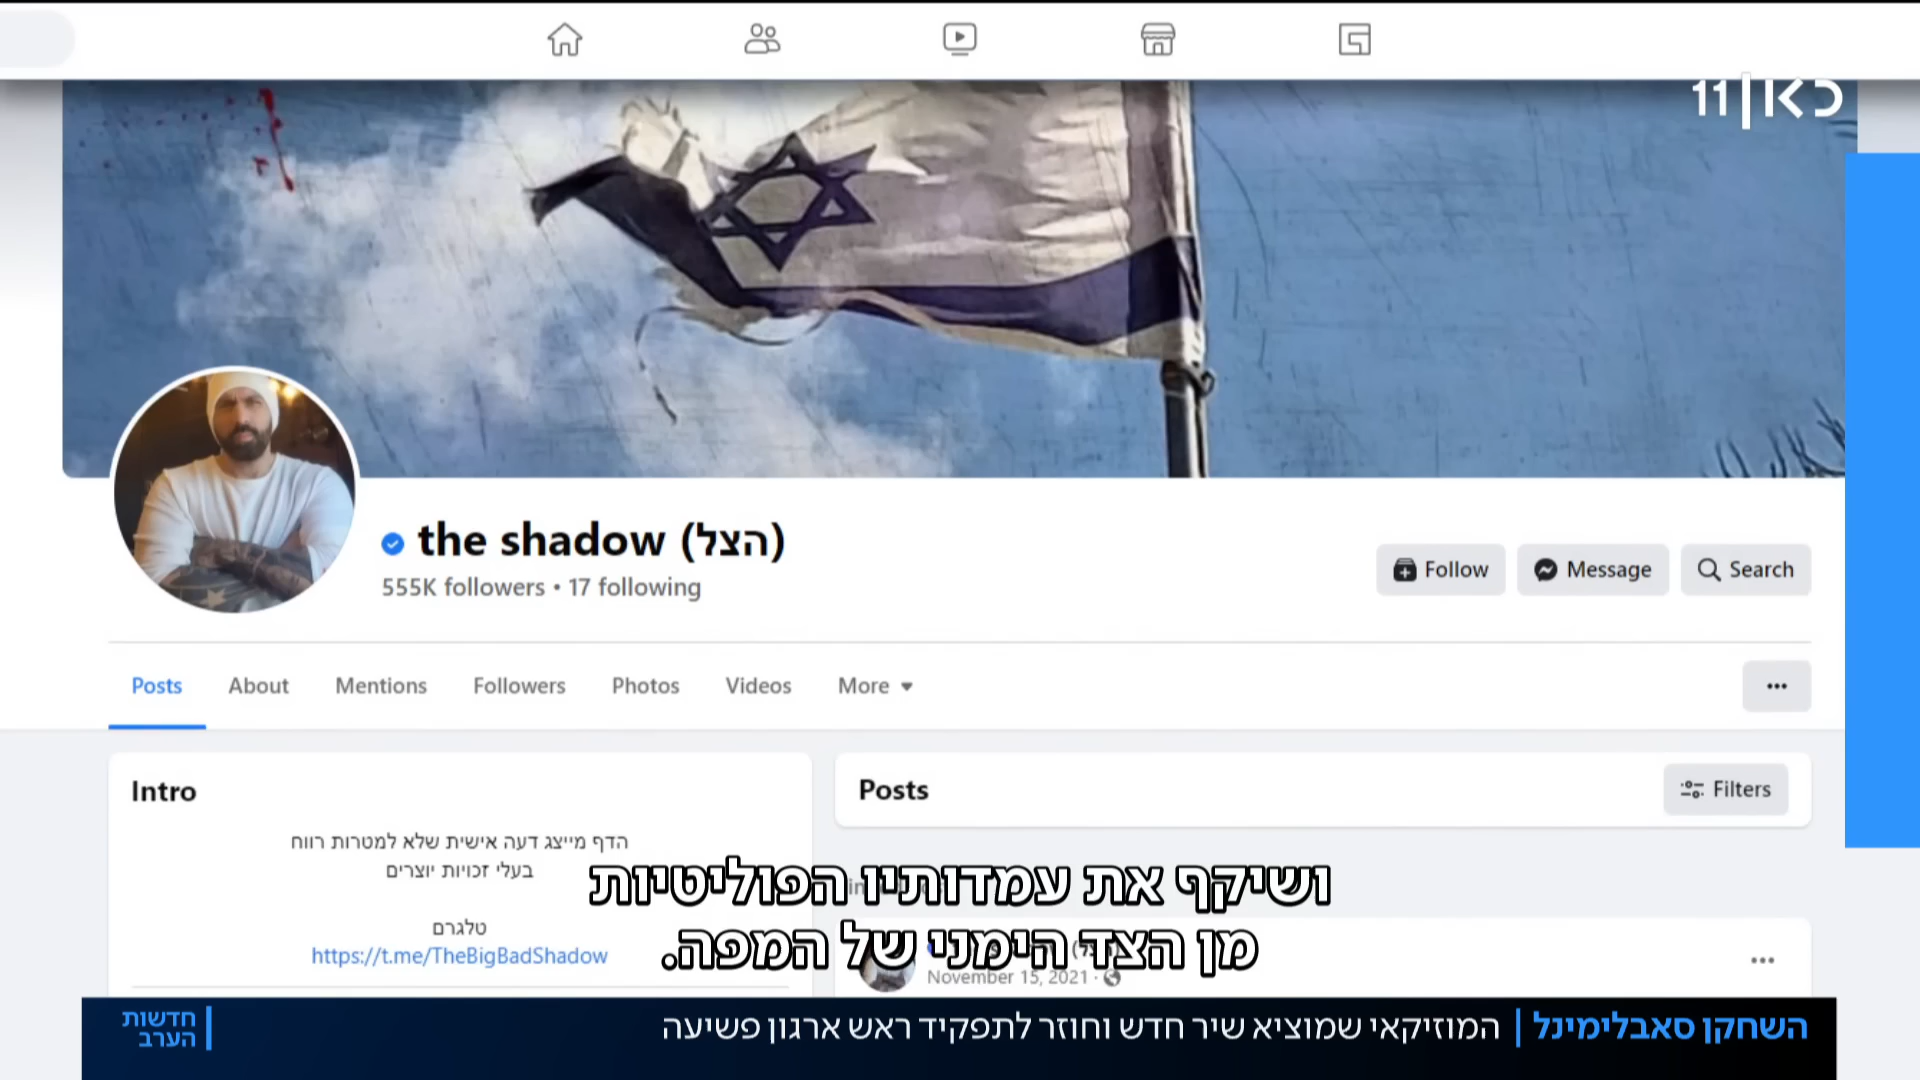 כאן|11
the shadow (הצל)
555K followers • 17 following
Follow
Message
Search
Posts
About
Mentions
Followers
Photos
Videos
More
Intro
הדף מייצג דעה אישית שלא למטרות רווח
בעלי זכויות יוצרים
טלגרם
https://t.me/TheBigBadShadow
Posts
Filters
November 15, 2021
ושיקף את עמדותיו הפוליטיות
מן הצד הימני של המפה.
השחקן סאבלימינל | המוזיקאי שמוציא שיר חדש וחוזר לתפקיד ראש ארגון פשיעה
חדשות
הערב